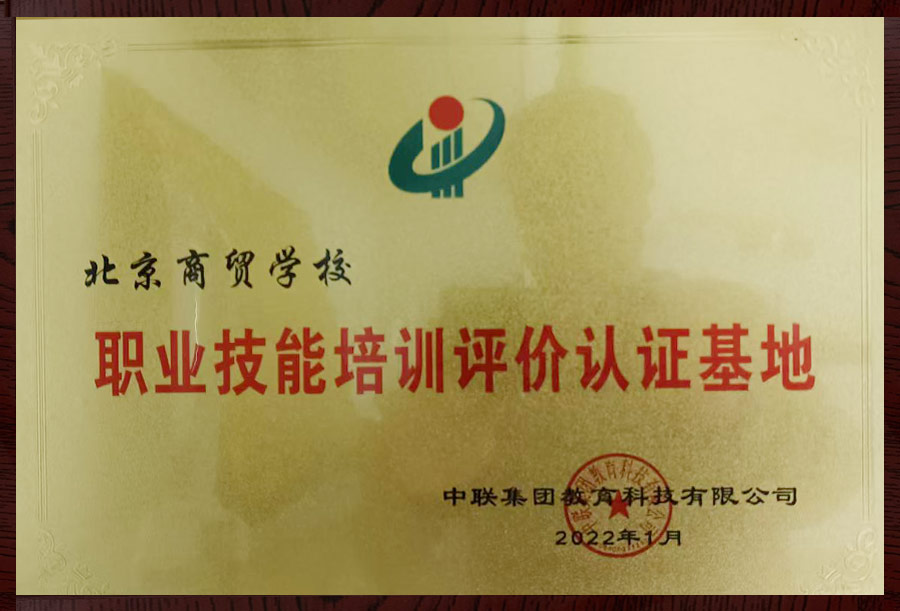 北京商贸学校
职业技能培训评价认证基地
中联集团教育科技有限公司
2022年1月